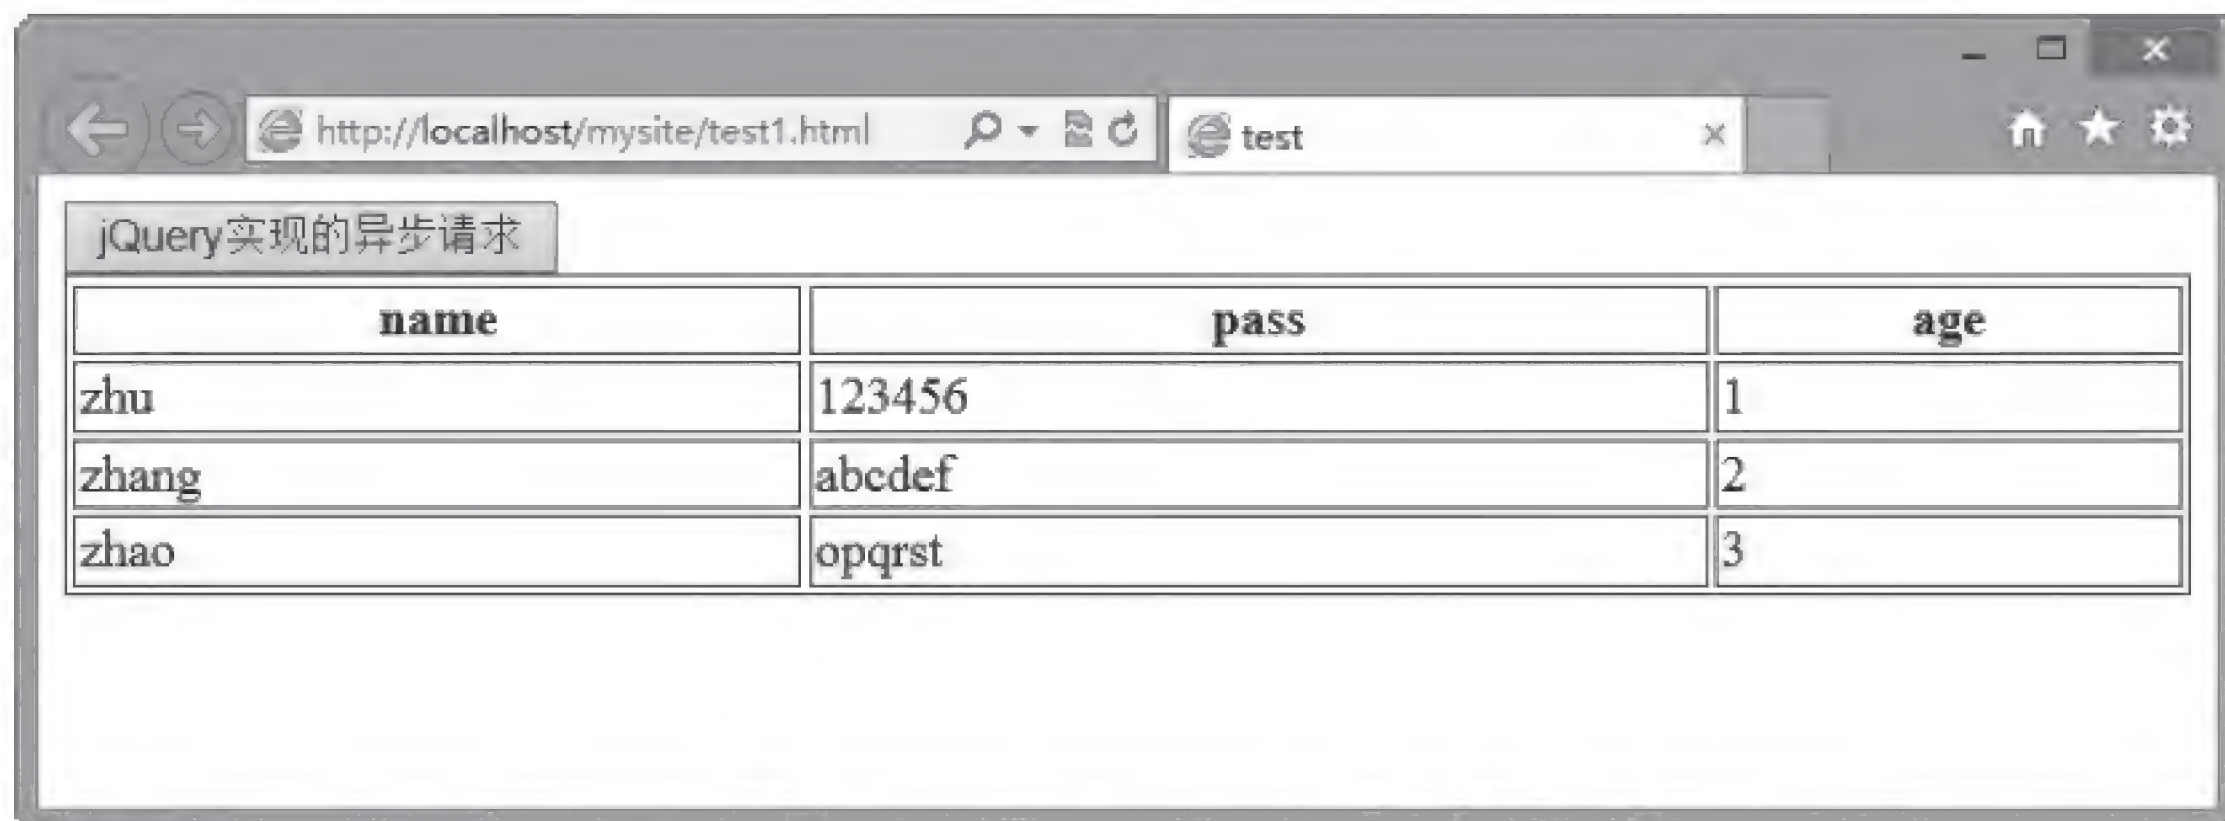 http://localhost/mysite/test1.html test
jQuery实现的异步请求
name pass age
zhu 123456 1
zhang abcdef 2
zhao opqrst 3